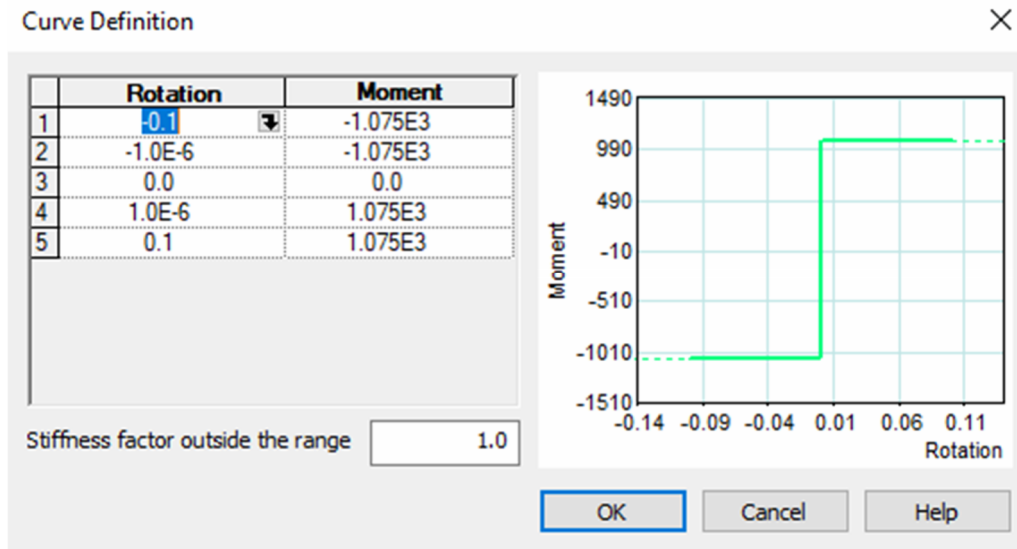 Curve Definition
Rotation Moment
1 -0.1 -1.075E3
2 -1.0E-6 -1.075E3
3 0.0 0.0
4 1.0E-6 1.075E3
5 0.1 1.075E3
Stiffness factor outside the range 1.0
1490
990
490
-10
-510
-1010
-1510
Moment
-0.14 -0.09 -0.04 0.01 0.06 0.11
Rotation
OK Cancel Help